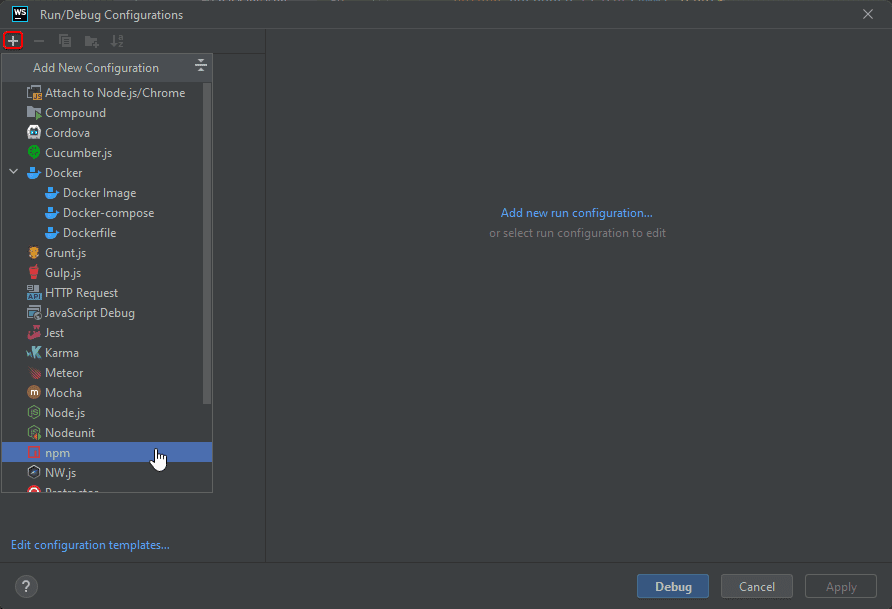 WS Run/Debug Configurations
Add New Configuration
Attach to Node.js/Chrome
Compound
Cordova
Cucumber.js
Docker
Docker Image
Docker-compose
Dockerfile
Grunt.js
Gulp.js
HTTP Request
JavaScript Debug
Jest
Karma
Meteor
Mocha
Node.js
Nodeunit
npm
NW.js
Protractor
Add new run configuration...
or select run configuration to edit
Edit configuration templates...
?
Debug
Cancel
Apply